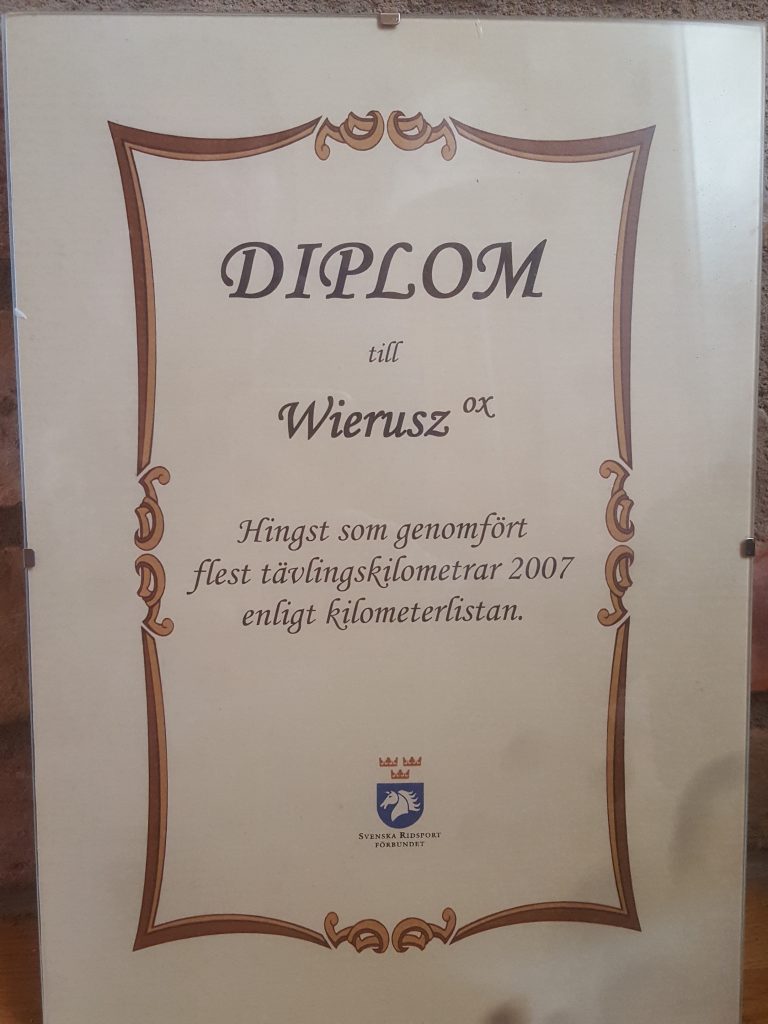 DIPLOM
till
Wierusz ox
Hingst som genomfört
flest tävlingskilometrar 2007
enligt kilometerlistan.
SVENSKA RIDSPORT
FÖRBUNDET